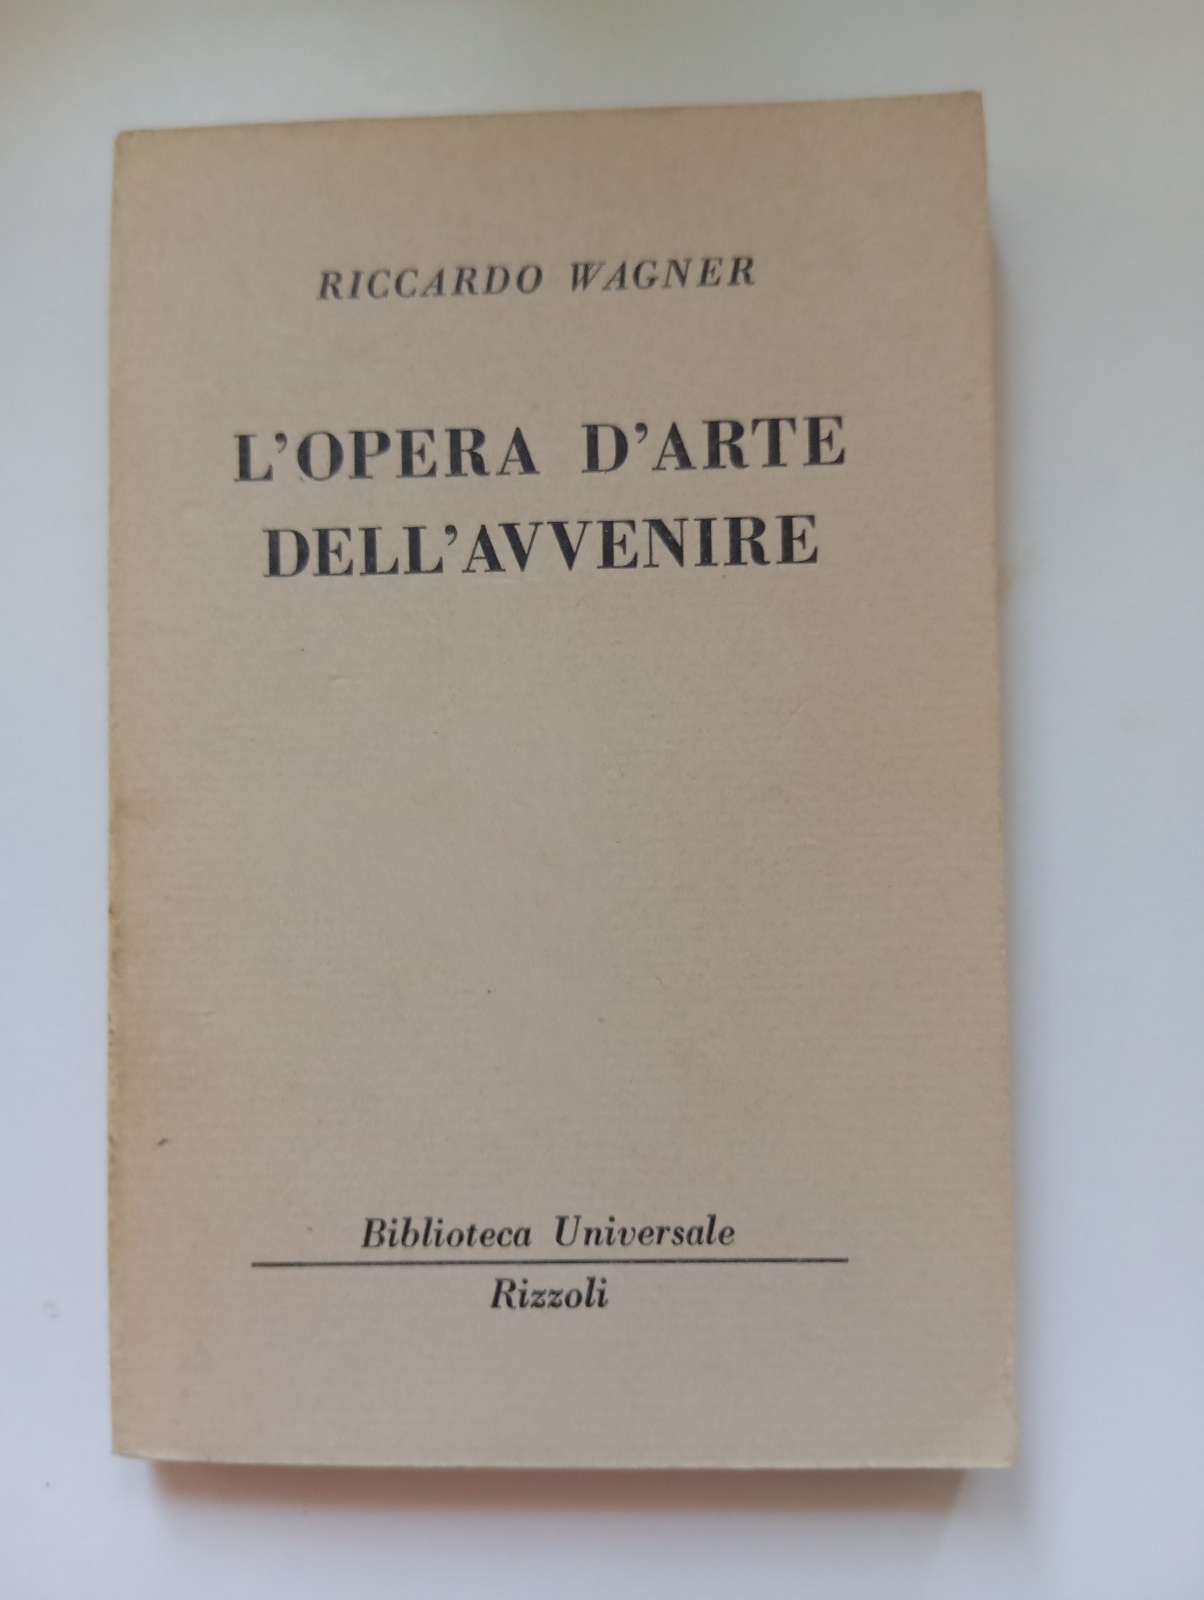 RICCARDO WAGNER
L'OPERA D'ARTE
DELL'AVVENIRE
Biblioteca Universale
Rizzoli